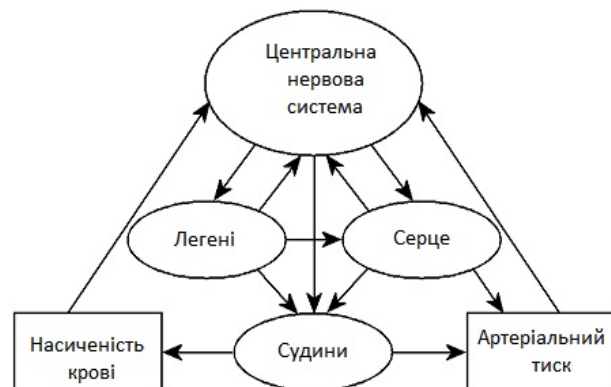 Центральна
нервова
система
Легені
Серце
Насиченість
крові
Судини
Артеріальний
тиск